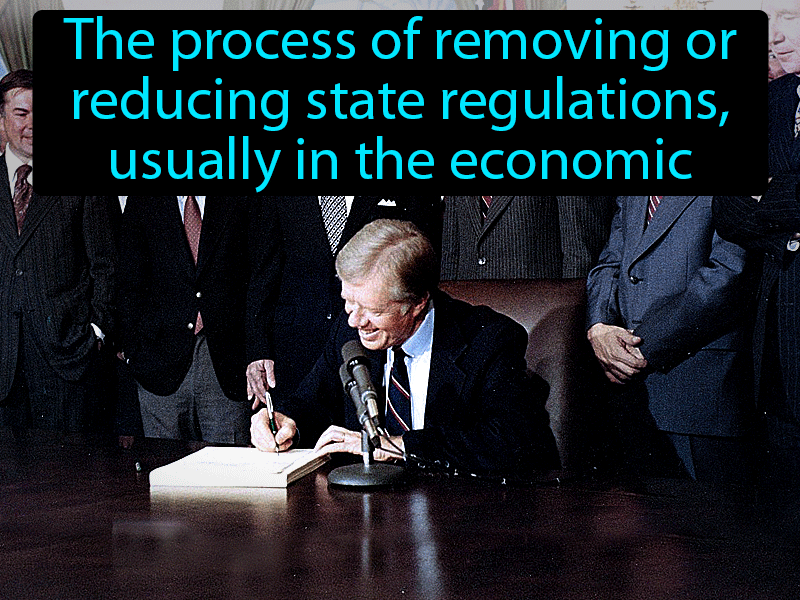 The process of removing or
reducing state regulations,
usually in the economic